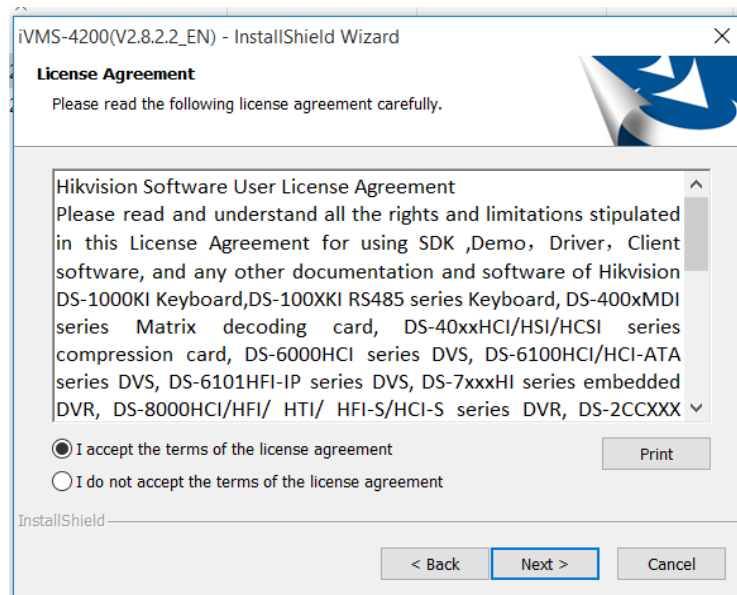 iVMS-4200(V2.8.2.2_EN) - InstallShield Wizard
License Agreement
Please read the following license agreement carefully.
Hikvision Software User License Agreement
Please read and understand all the rights and limitations stipulated
in this License Agreement for using SDK ,Demo，Driver，Client
software, and any other documentation and software of Hikvision
DS-1000KI Keyboard,DS-100XKI RS485 series Keyboard, DS-400xMDI
series Matrix decoding card, DS-40xxHCI/HSI/HCSI series
compression card, DS-6000HCI series DVS, DS-6100HCI/HCI-ATA
series DVS, DS-6101HFI-IP series DVS, DS-7xxxHI series embedded
DVR, DS-8000HCI/HFI/ HTI/ HFI-S/HCI-S series DVR, DS-2CCXXX
I accept the terms of the license agreement
Print
I do not accept the terms of the license agreement
InstallShield
< Back
Next >
Cancel